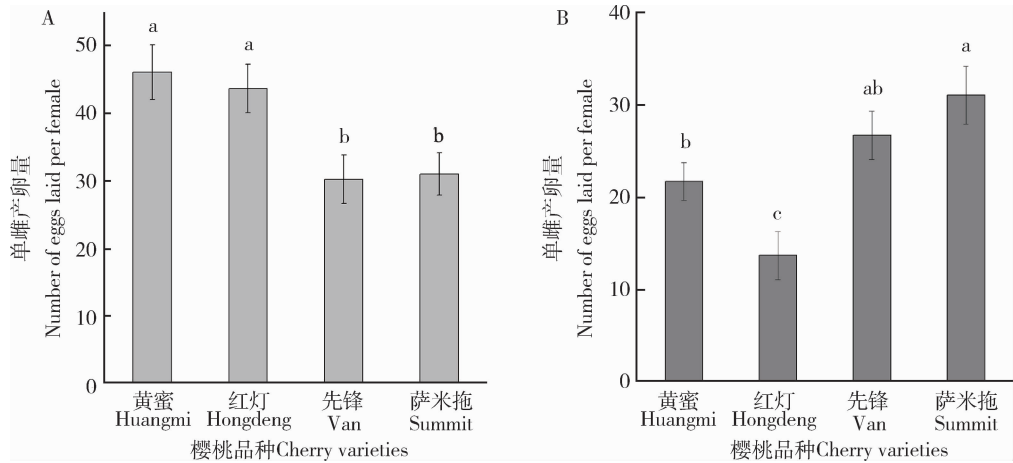 A
单雌产卵量
Number of eggs laid per female
50
40
30
20
10
0
a
a
b
b
黄蜜
Huangmi
红灯
Hongdeng
先锋
Van
萨米拖
Summit
樱桃品种Cherry varieties
B
单雌产卵量
Number of eggs laid per female
40
30
20
10
0
b
c
ab
a
黄蜜
Huangmi
红灯
Hongdeng
先锋
Van
萨米拖
Summit
樱桃品种Cherry varieties